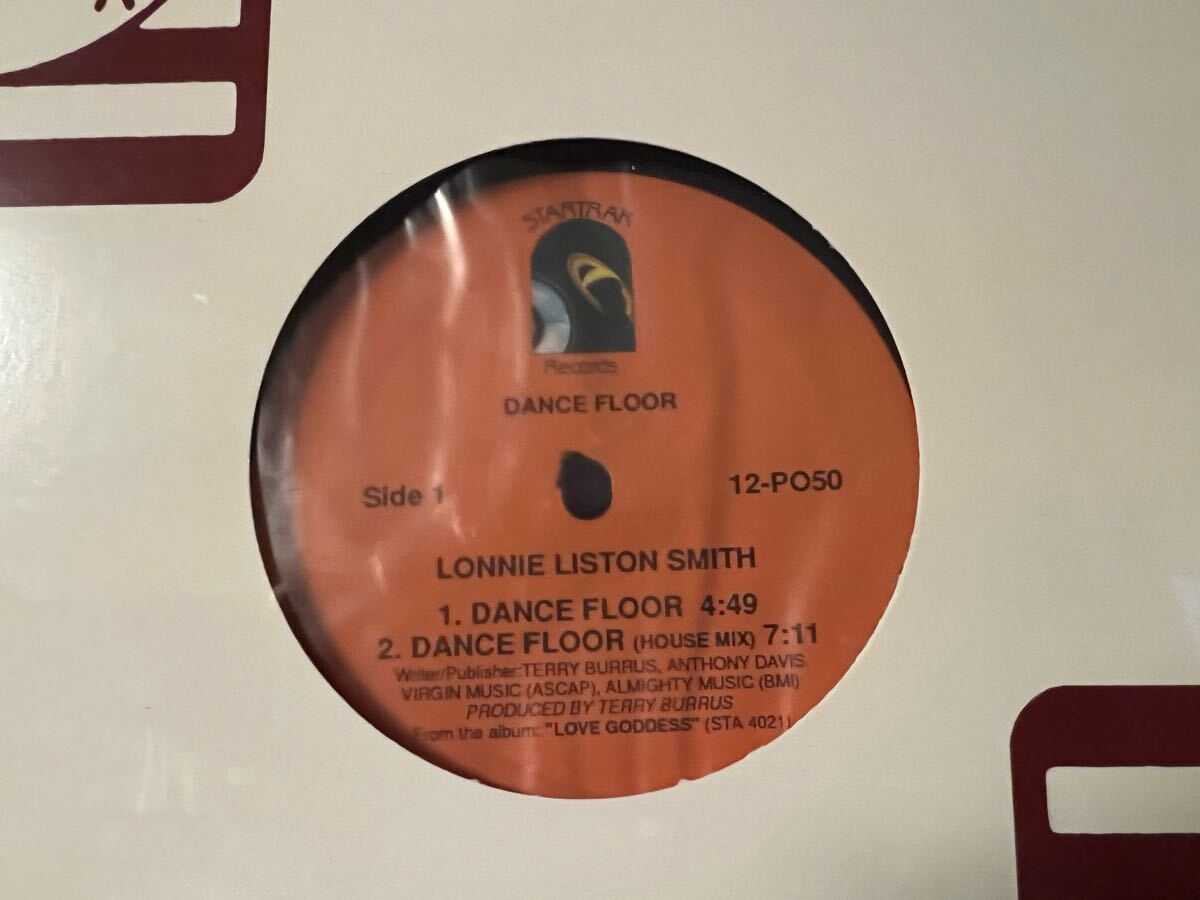 STARTRAK
Records
DANCE FLOOR
Side 1
12-PO50
LONNIE LISTON SMITH
1. DANCE FLOOR 4:49
2. DANCE FLOOR (HOUSE MIX) 7:11
Writer/Publisher: TERRY BURRUS, ANTHONY DAVIS
VIRGIN MUSIC (ASCAP), ALMIGHTY MUSIC (BMI)
PRODUCED BY TERRY BURRUS
From the album: "LOVE GODDESS" (STA 4021)